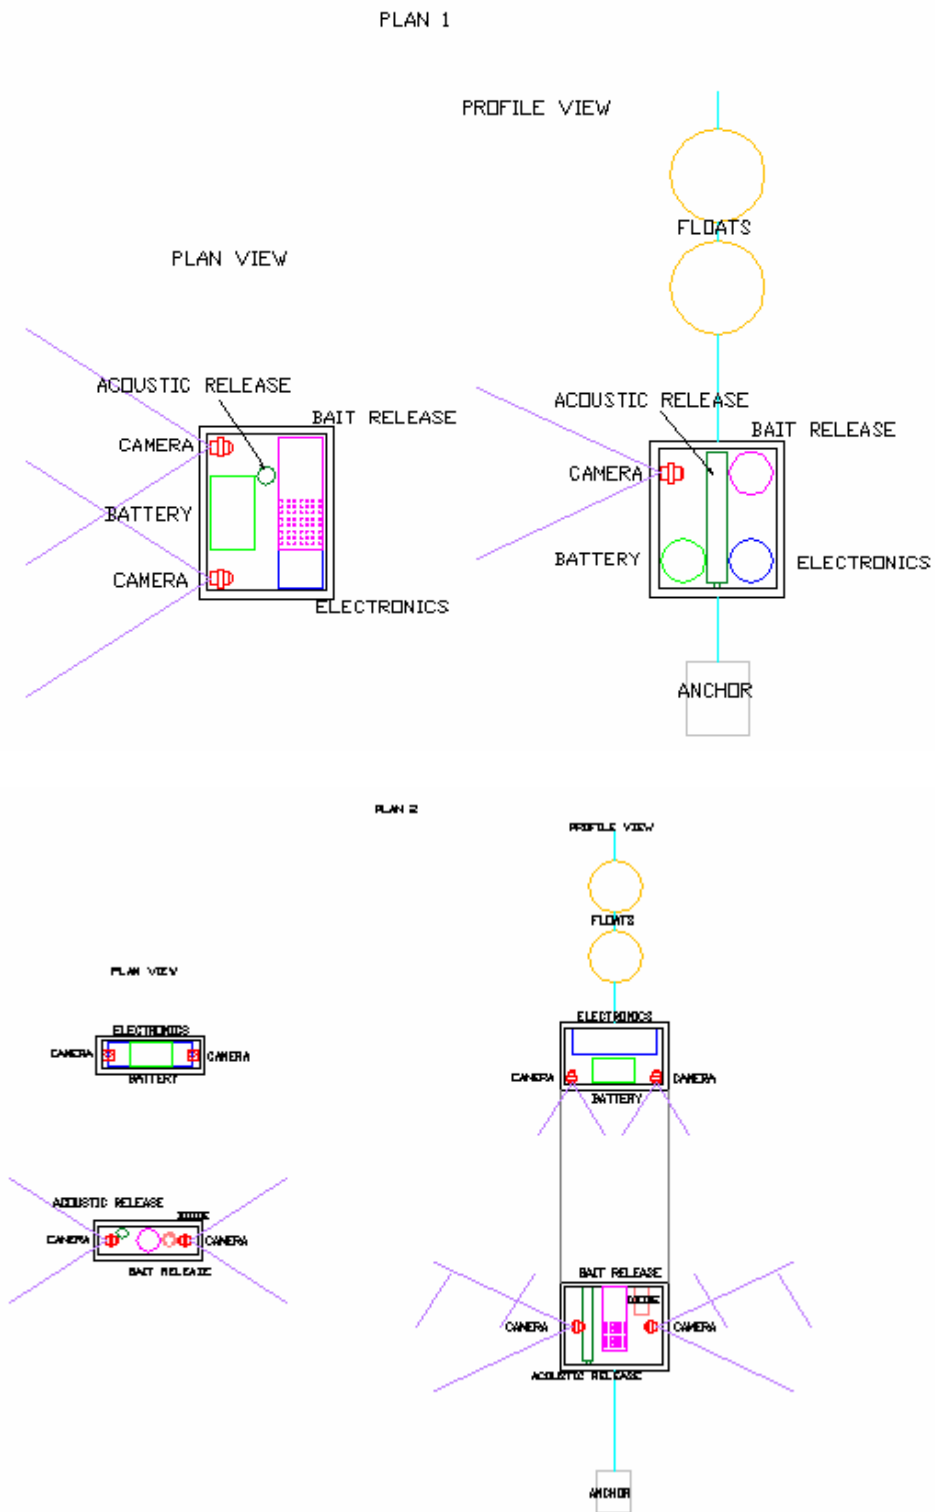 PLAN 1
PROFILE VIEW
FLOATS
PLAN VIEW
ACOUSTIC RELEASE
BAIT RELEASE
CAMERA
BATTERY
CAMERA
ELECTRONICS
ACOUSTIC RELEASE
BAIT RELEASE
CAMERA
BATTERY
ELECTRONICS
ANCHOR
PLAN 2
PROFILE VIEW
FLOATS
PLAN VIEW
ELECTRONICS
CAMERA
CAMERA
BATTERY
ELECTRONICS
CAMERA
CAMERA
BATTERY
ACOUSTIC RELEASE
CAMERA
CAMERA
BAIT RELEASE
BAIT RELEASE
CAMERA
CAMERA
ACOUSTIC RELEASE
ANCHOR